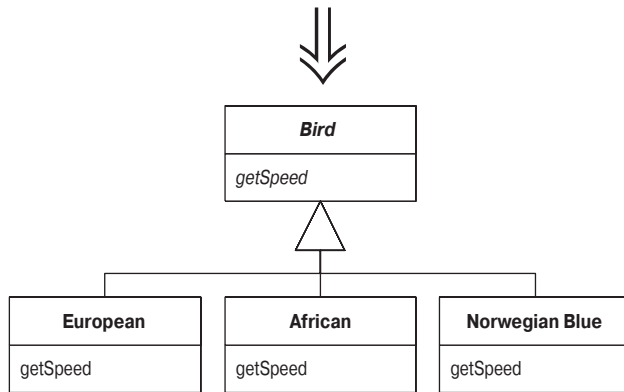 Bird
getSpeed
European
African
Norwegian Blue
getSpeed
getSpeed
getSpeed